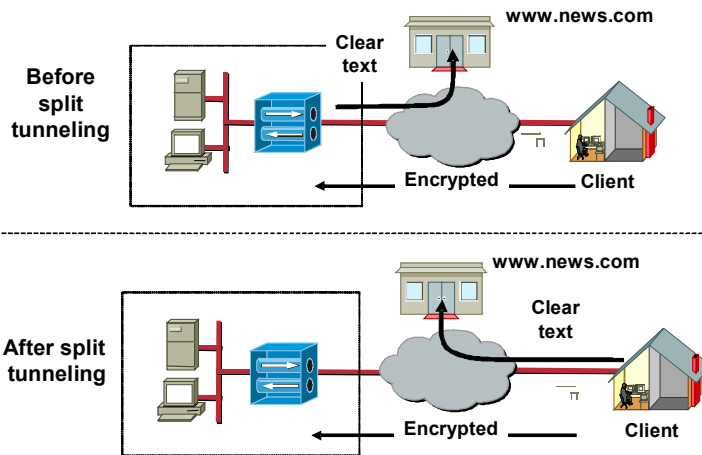 www.news.com
Clear
text
Before
split
tunneling
Encrypted
Client
www.news.com
Clear
text
After split
tunneling
Encrypted
Client